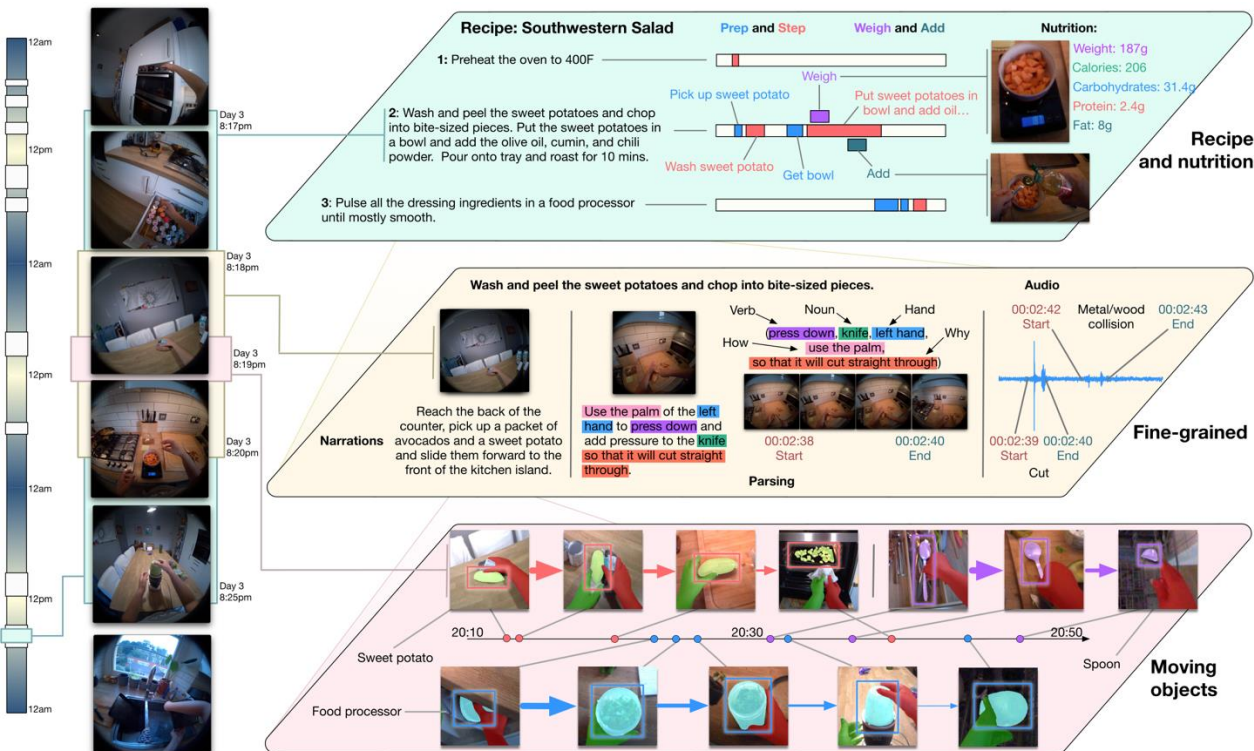 12am
12pm
12am
12pm
12am
12pm
12am
Day 3
8:17pm
Day 3
8:18pm
Day 3
8:19pm
Day 3
8:20pm
Day 3
8:25pm
Recipe: Southwestern Salad
Prep and Step
Weigh and Add
Nutrition:
1: Preheat the oven to 400F
Weigh
Pick up sweet potato
Put sweet potatoes in
bowl and add oil...
2: Wash and peel the sweet potatoes and chop
into bite-sized pieces. Put the sweet potatoes in
a bowl and add the olive oil, cumin, and chili
powder. Pour onto tray and roast for 10 mins.
Wash sweet potato
Get bowl
Add
3: Pulse all the dressing ingredients in a food processor
until mostly smooth.
Weight: 187g
Calories: 206
Carbohydrates: 31.4g
Protein: 2.4g
Fat: 8g
Recipe
and nutrition
Wash and peel the sweet potatoes and chop into bite-sized pieces.
Audio
Narrations
Reach the back of the
counter, pick up a packet of
avocados and a sweet potato
and slide them forward to the
front of the kitchen island.
Use the palm of the left
hand to press down and
add pressure to the knife
so that it will cut straight
through.
Verb
Noun
Hand
How
Why
(press down, knife, left hand,
use the palm,
so that it will cut straight through)
00:02:38
Start
00:02:40
End
Parsing
00:02:42
Start
Metal/wood
collision
00:02:43
End
00:02:39
Start
00:02:40
End
Cut
Fine-grained
20:10
20:30
20:50
Sweet potato
Spoon
Food processor
Moving
objects